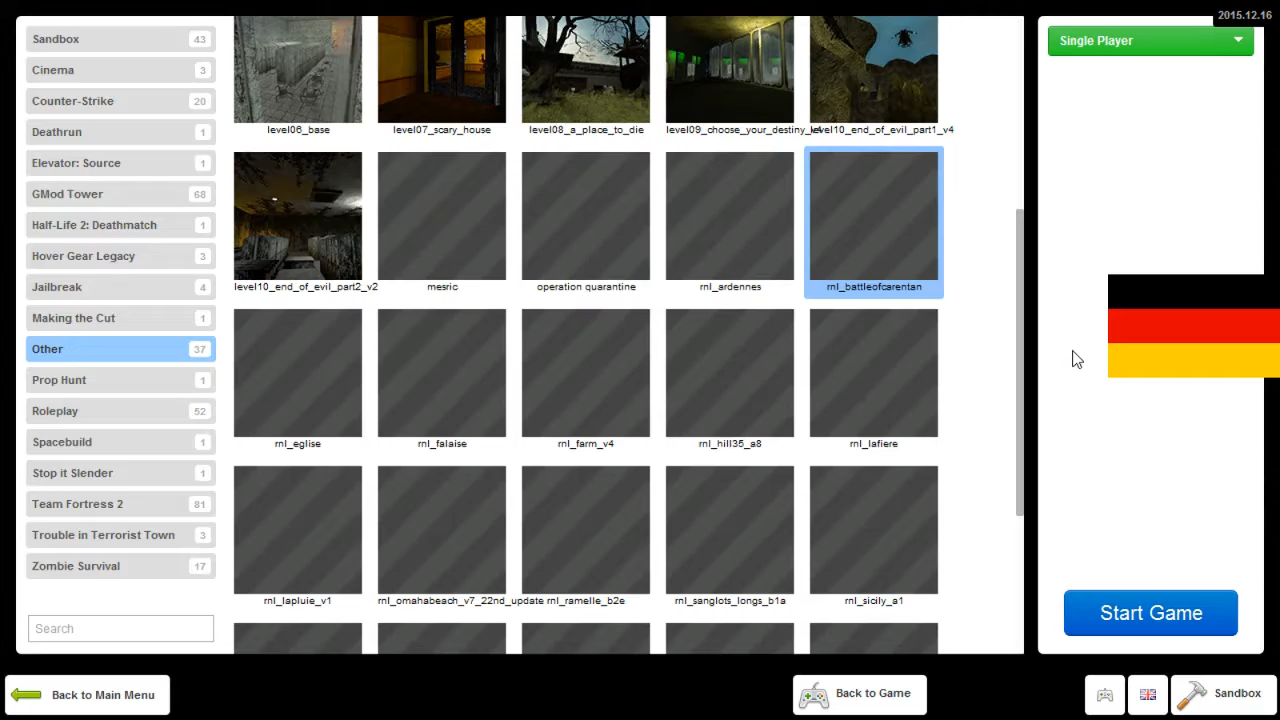 2015.12.16
Sandbox 43
Cinema 3
Counter-Strike 20
Deathrun 1
Elevator: Source 1
GMod Tower 68
Half-Life 2: Deathmatch 1
Hover Gear Legacy 3
Jailbreak 4
Making the Cut 1
Other 37
Prop Hunt 1
Roleplay 52
Spacebuild 1
Stop it Slender 1
Team Fortress 2 81
Trouble in Terrorist Town 3
Zombie Survival 17
Search
level06_base level07_scary_house level08_a_place_to_die level09_choose_your_destiny_v4 level10_end_of_evil_part1_v4
level10_end_of_evil_part2_v2 mesric operation quarantine rnl_ardennes rnl_battleofcarentan
rnl_eglise rnl_falaise rnl_farm_v4 rnl_hill35_a8 rnl_lafiere
rnl_lapluie_v1 rnl_omahabeach_v7_22nd_update rnl_ramelle_b2e rnl_sanglots_longs_b1a rnl_sicily_a1
Single Player
Start Game
Back to Main Menu
Back to Game
Sandbox